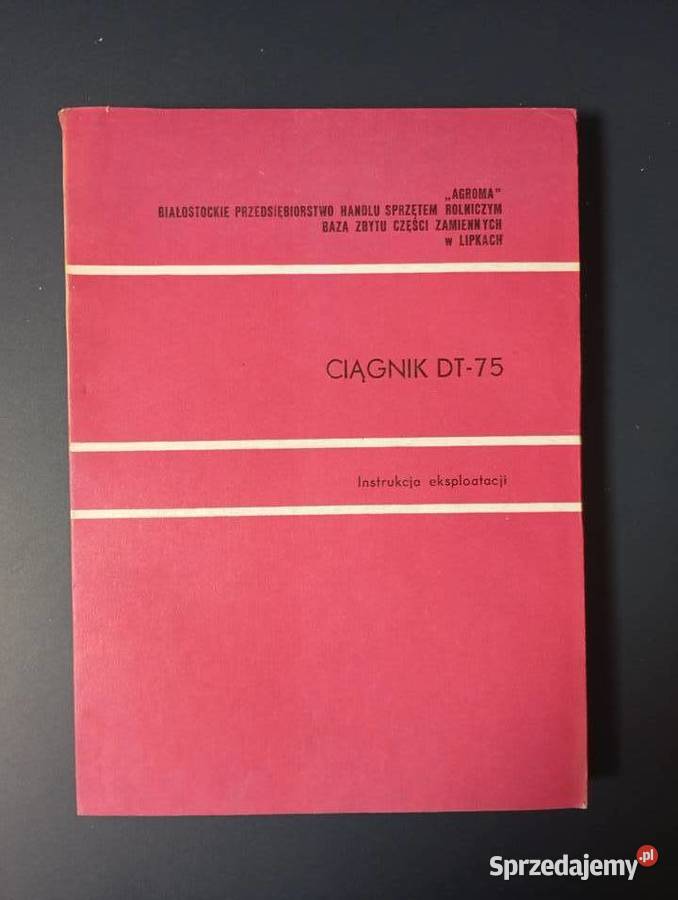 „AGROMA"
BIAŁOSTOCKIE PRZEDSIĘBIORSTWO HANDLU SPRZĘTEM ROLNICZYM
BAZA ZBYTU CZĘŚCI ZAMIENNYCH
w LIPKACH
CIĄGNIK DT-75
Instrukcja eksploatacji
Sprzedajemy.pl